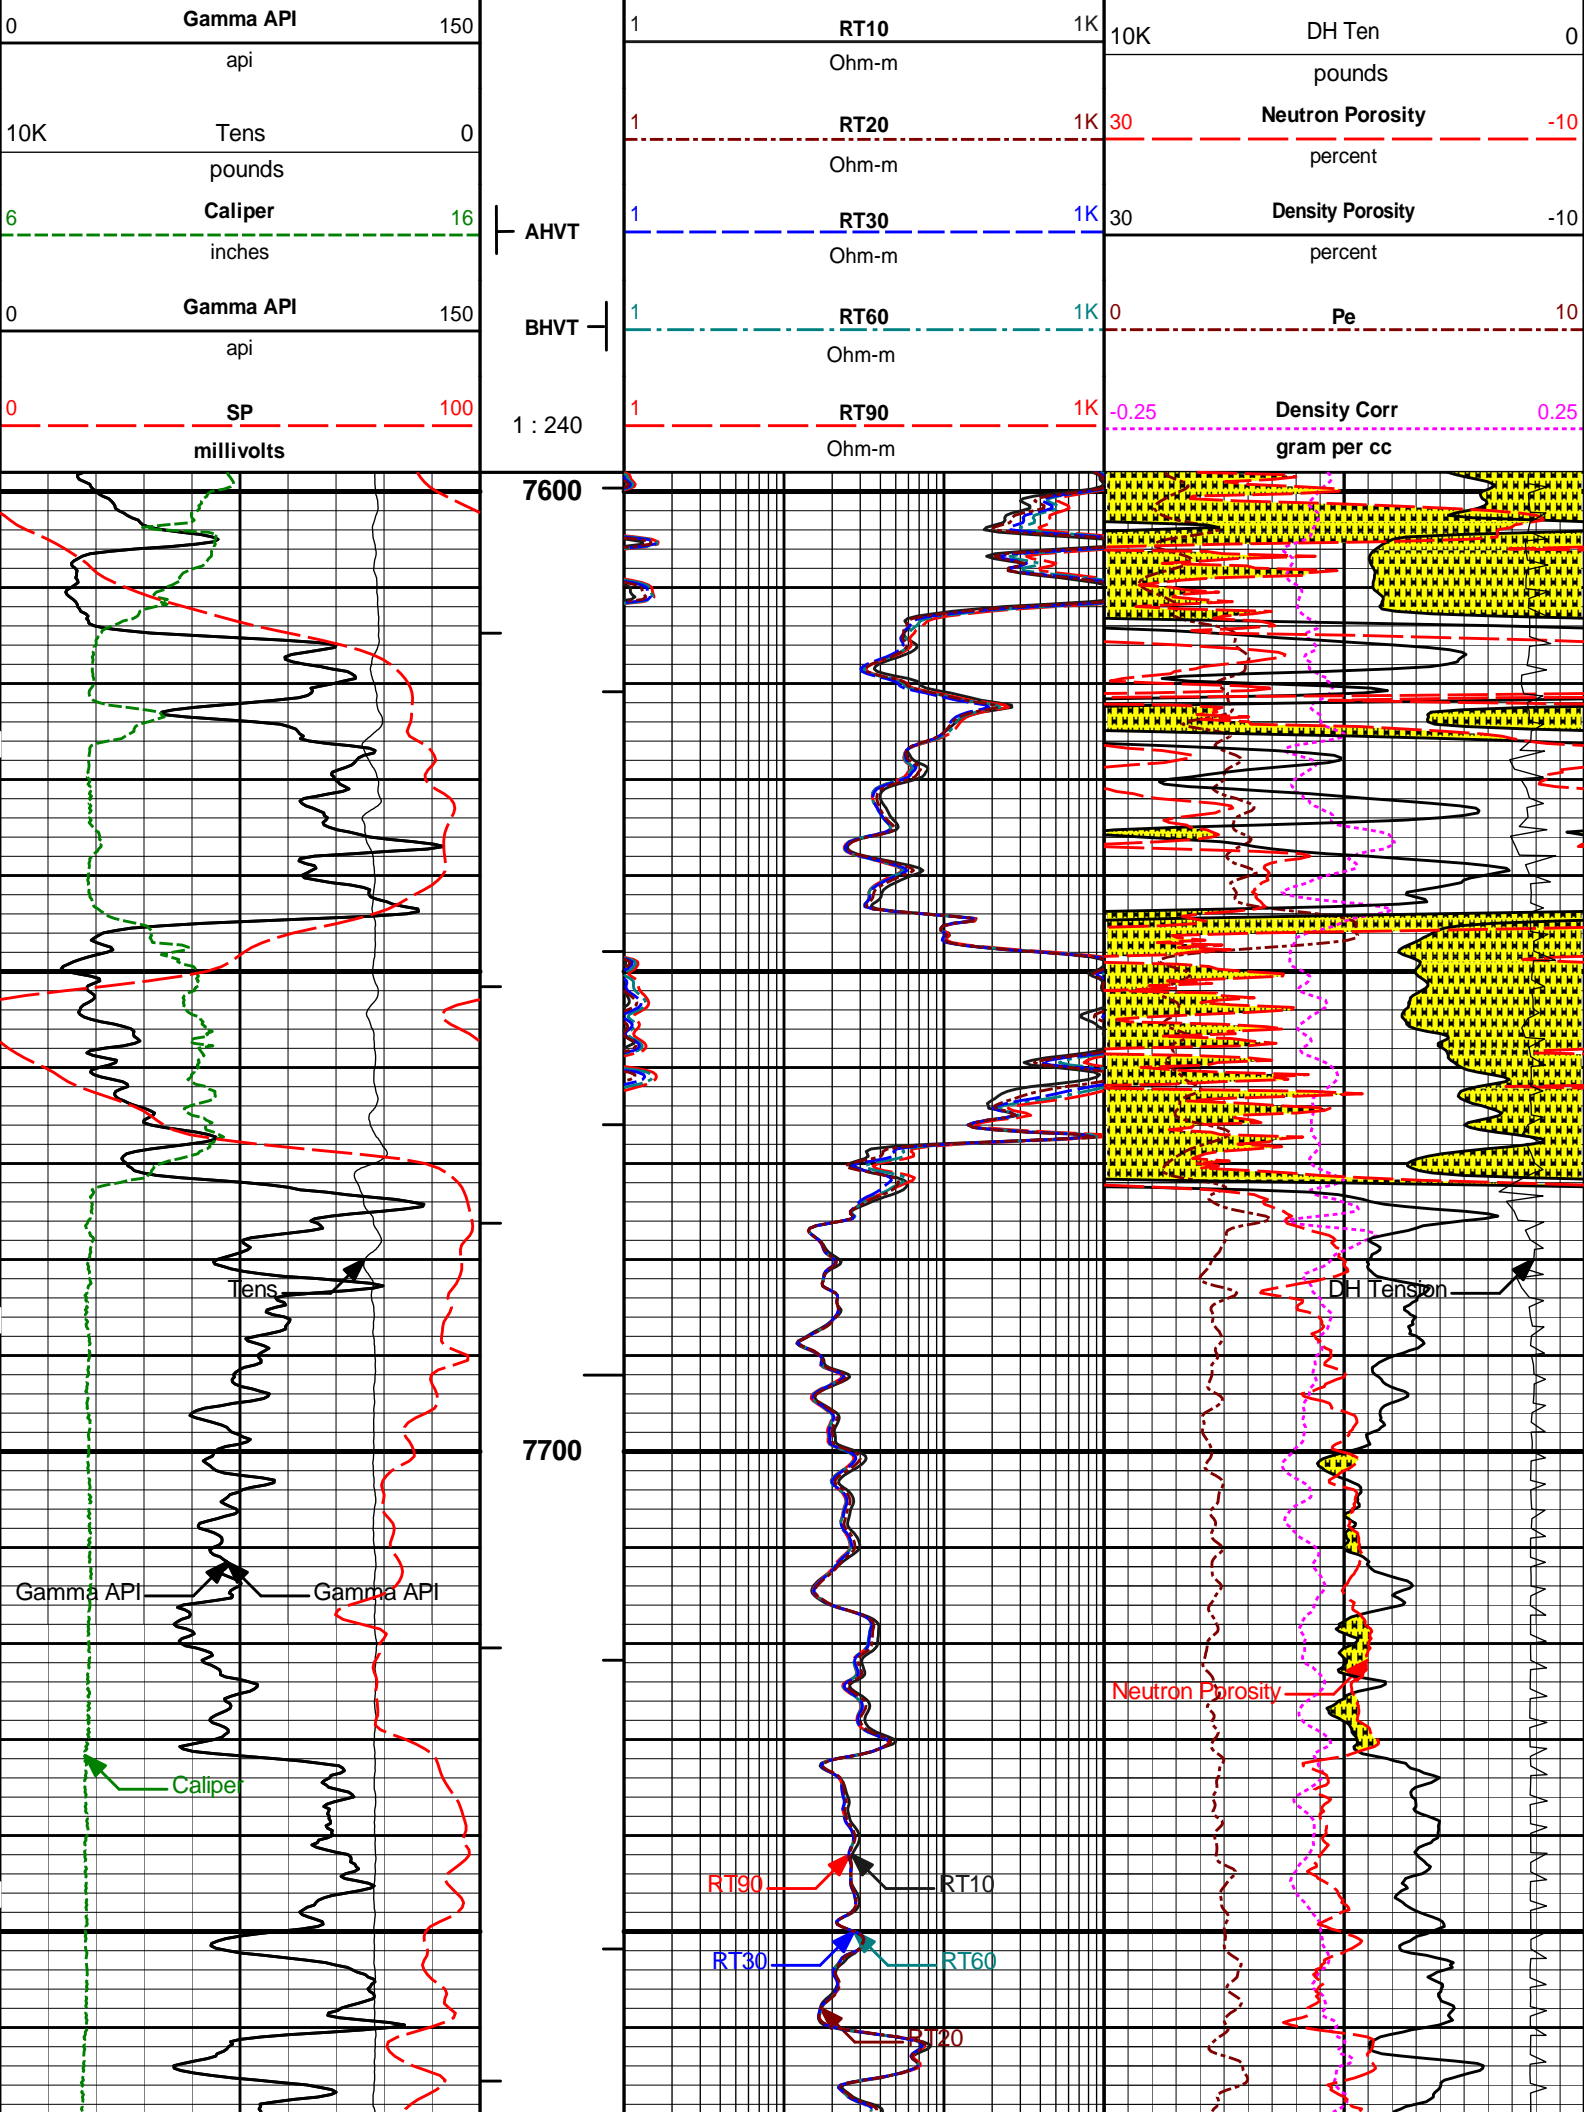 Gamma API
0 150
api
10K Tens 0
pounds
Caliper
6 16
inches
Gamma API
0 150
api
0 SP 100
millivolts
AHVT
BHVT
1 : 240
1 RT10 1K
Ohm-m
1 RT20 1K
Ohm-m
1 RT30 1K
Ohm-m
1 RT60 1K
Ohm-m
1 RT90 1K
Ohm-m
DH Ten
10K 0
pounds
Neutron Porosity
30 -10
percent
Density Porosity
30 -10
percent
0 Pe 10
Density Corr
-0.25 0.25
gram per cc
7600
Tens
DH Tension
7700
Gamma API Gamma API
Neutron Porosity
Caliper
RT90 RT10
RT30 RT60
RT20